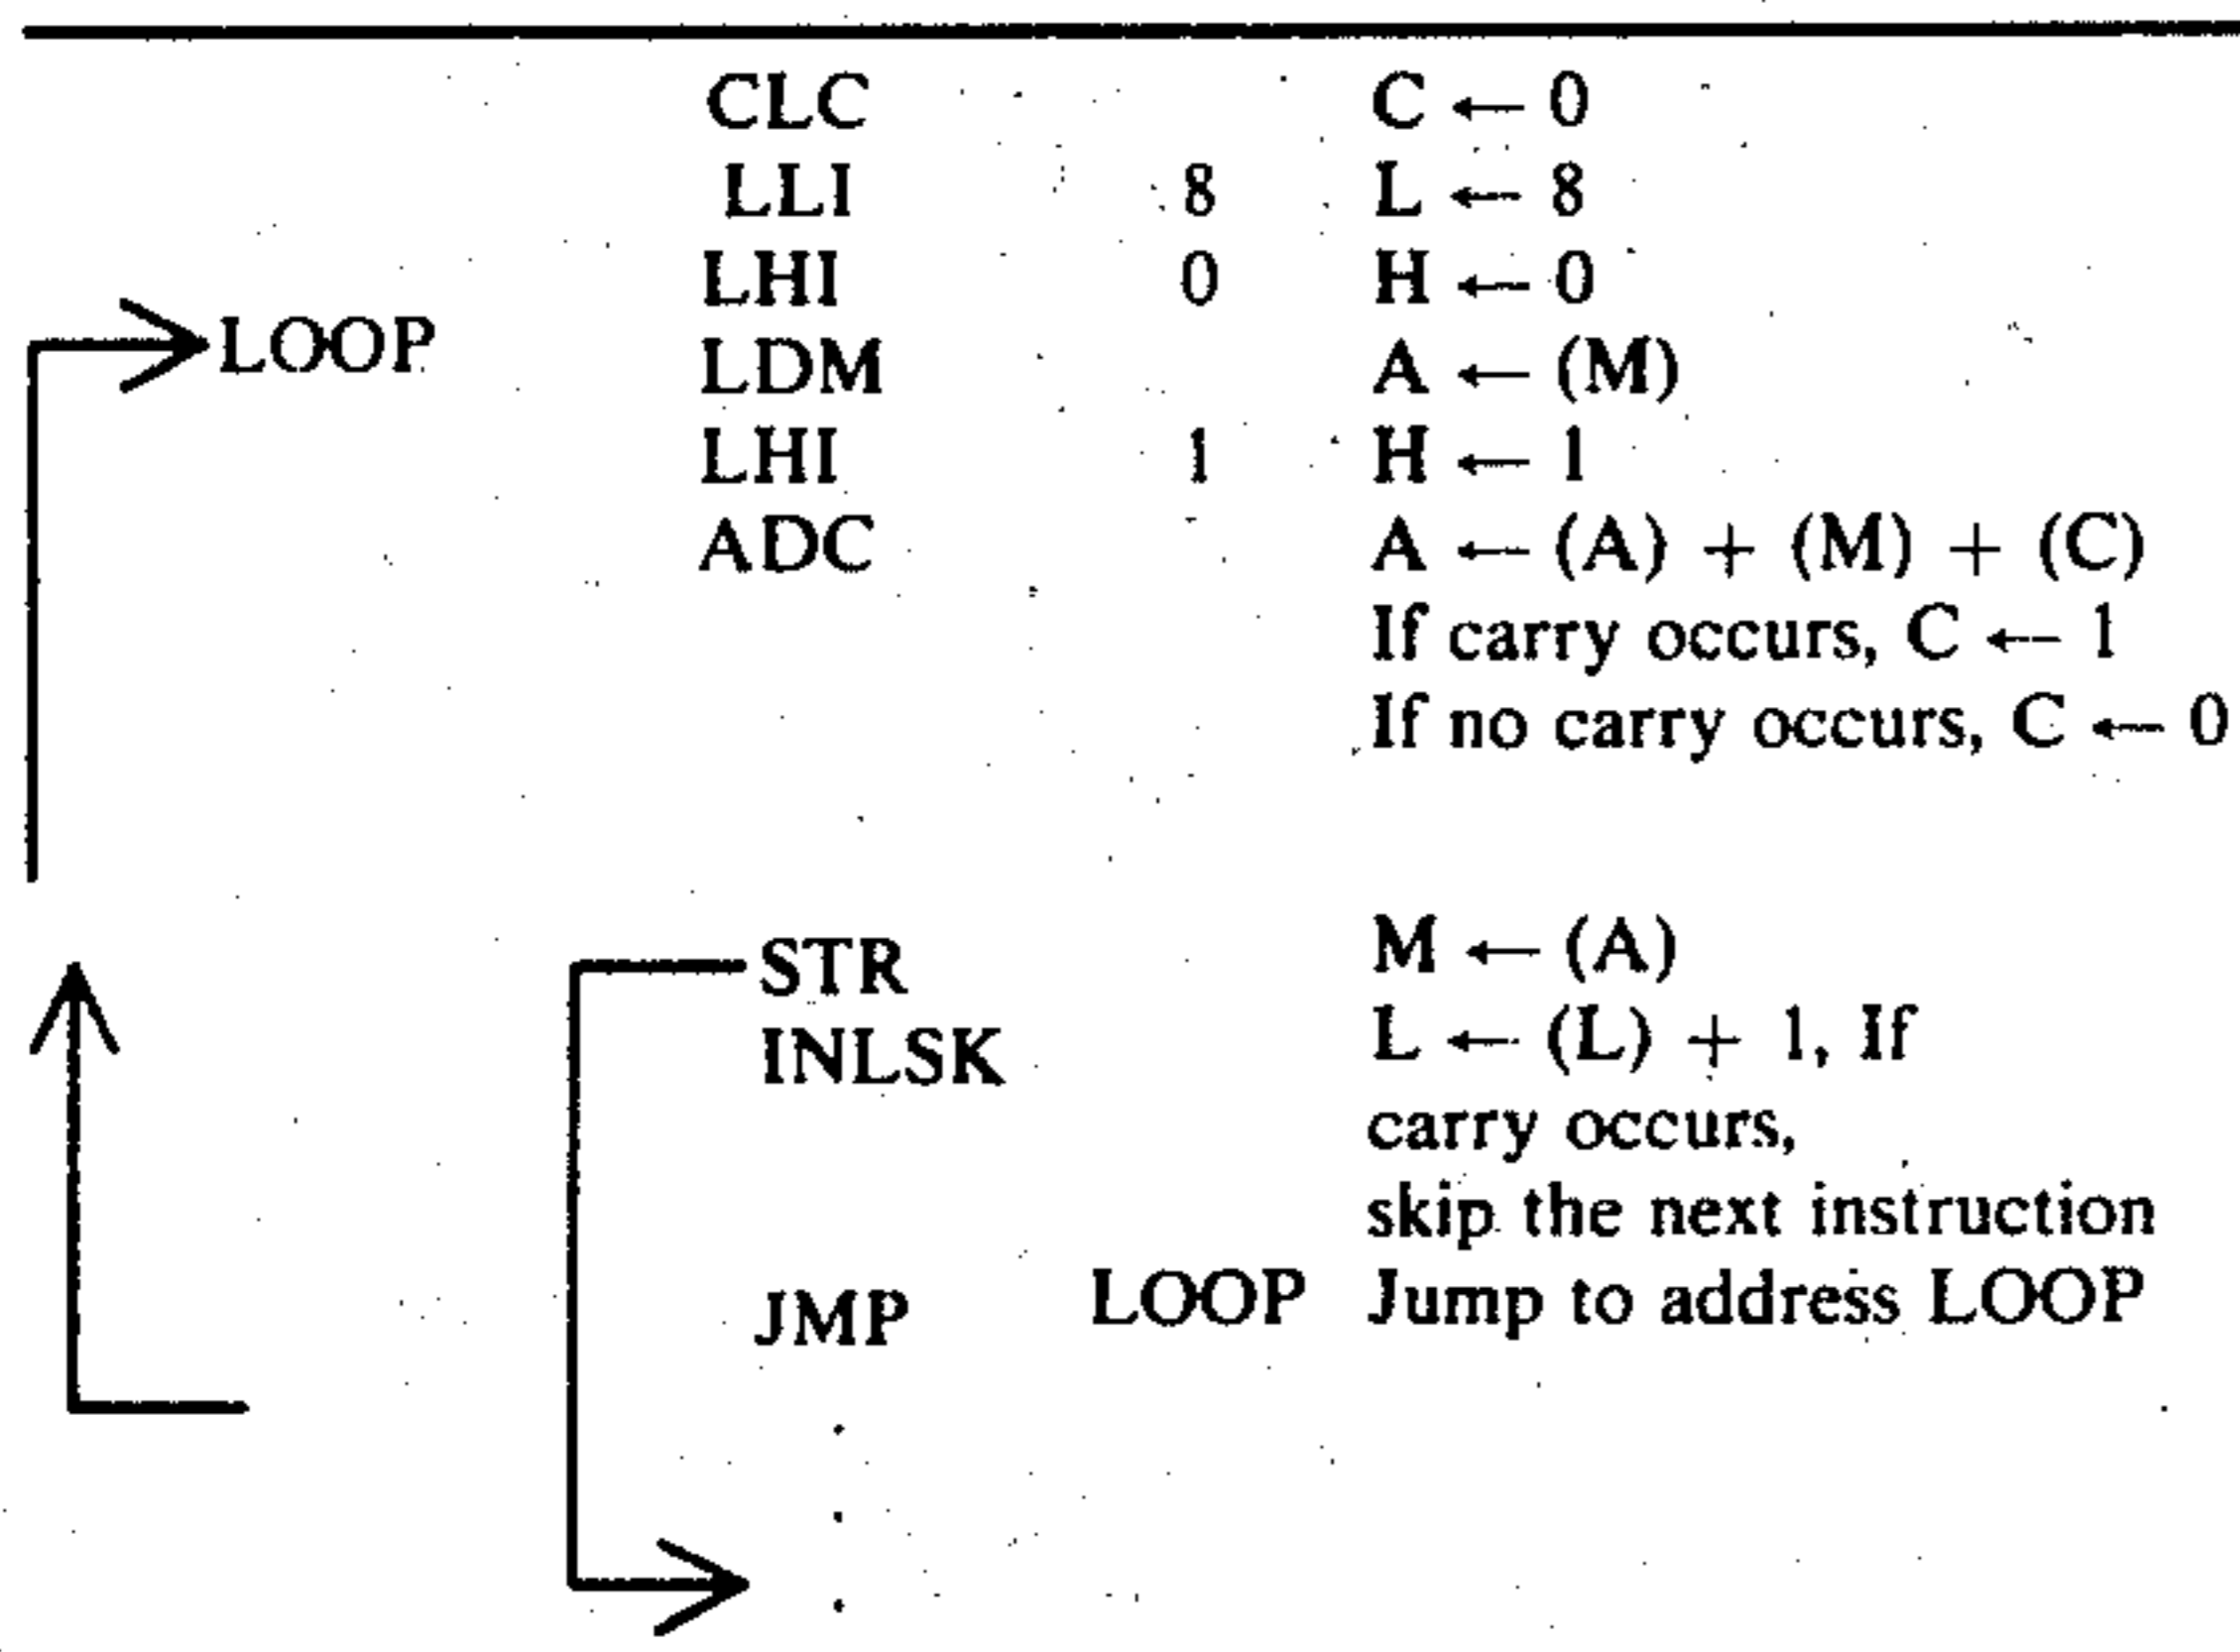 CLC C ← 0
LLI 8 L ← 8
LHI 0 H ← 0
LOOP LDM A ← (M)
LHI 1 H ← 1
ADC A ← (A) + (M) + (C)
If carry occurs, C ← 1
If no carry occurs, C ← 0
STR M ← (A)
INLSK L ← (L) + 1, If
carry occurs,
skip the next instruction
JMP LOOP Jump to address LOOP
.
.
.